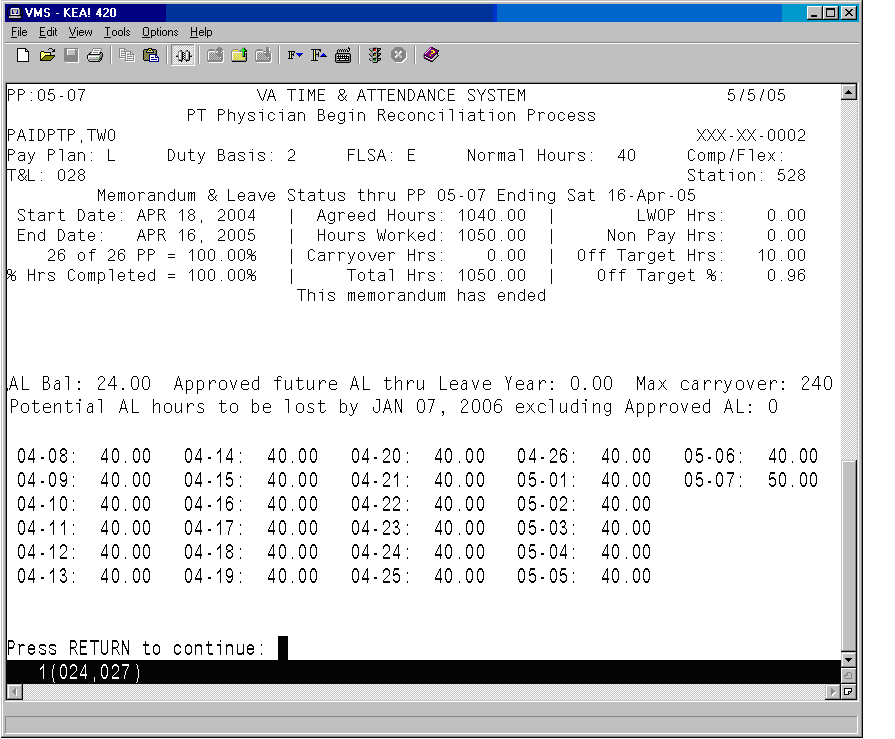 VMS - KEA! 420
File Edit View Tools Options Help
PP:05-07 VA TIME & ATTENDANCE SYSTEM 5/5/05
PT Physician Begin Reconciliation Process
PAIDPTP,TWO XXX-XX-0002
Pay Plan: L Duty Basis: 2 FLSA: E Normal Hours: 40 Comp/Flex:
T&L: 028 Station: 528
Memorandum & Leave Status thru PP 05-07 Ending Sat 16-Apr-05
Start Date: APR 18, 2004 | Agreed Hours: 1040.00 | LWOP Hrs: 0.00
End Date: APR 16, 2005 | Hours Worked: 1050.00 | Non Pay Hrs: 0.00
26 of 26 PP = 100.00% | Carryover Hrs: 0.00 | Off Target Hrs: 10.00
% Hrs Completed = 100.00% | Total Hrs: 1050.00 | Off Target %: 0.96
This memorandum has ended
AL Bal: 24.00 Approved future AL thru Leave Year: 0.00 Max carryover: 240
Potential AL hours to be lost by JAN 07, 2006 excluding Approved AL: 0
04-08: 40.00 04-14: 40.00 04-20: 40.00 04-26: 40.00 05-06: 40.00
04-09: 40.00 04-15: 40.00 04-21: 40.00 05-01: 40.00 05-07: 50.00
04-10: 40.00 04-16: 40.00 04-22: 40.00 05-02: 40.00
04-11: 40.00 04-17: 40.00 04-23: 40.00 05-03: 40.00
04-12: 40.00 04-18: 40.00 04-24: 40.00 05-04: 40.00
04-13: 40.00 04-19: 40.00 04-25: 40.00 05-05: 40.00
Press RETURN to continue:
1(024,027)